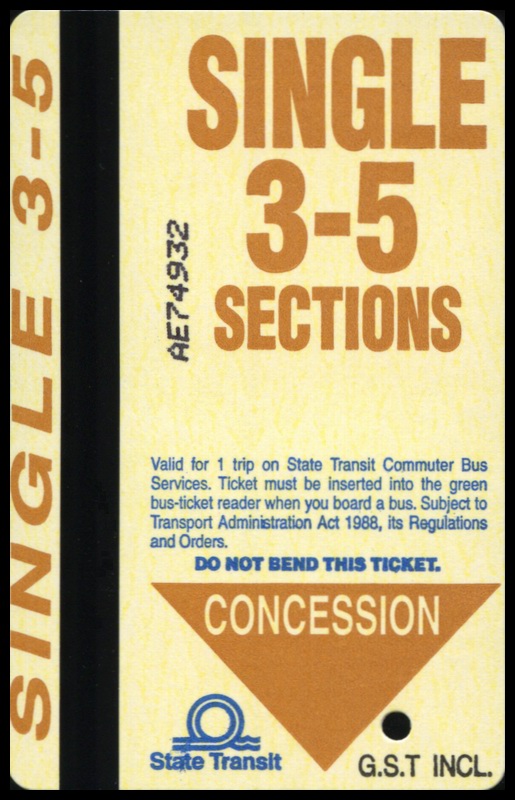 SINGLE 3-5
SINGLE
3-5
SECTIONS
AE74932
Valid for 1 trip on State Transit Commuter Bus
Services. Ticket must be inserted into the green
bus-ticket reader when you board a bus. Subject to
Transport Administration Act 1988, its Regulations
and Orders.
DO NOT BEND THIS TICKET.
CONCESSION
State Transit
G.S.T INCL.